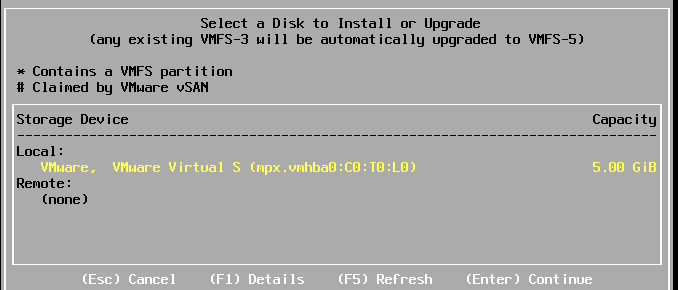 Select a Disk to Install or Upgrade
(any existing VMFS-3 will be automatically upgraded to VMFS-5)
* Contains a VMFS partition
# Claimed by VMware vSAN
Storage Device Capacity
Local:
VMware, VMware Virtual S (mpx.vmhba0:C0:T0:L0) 5.00 GiB
Remote:
(none)
(Esc) Cancel (F1) Details (F5) Refresh (Enter) Continue